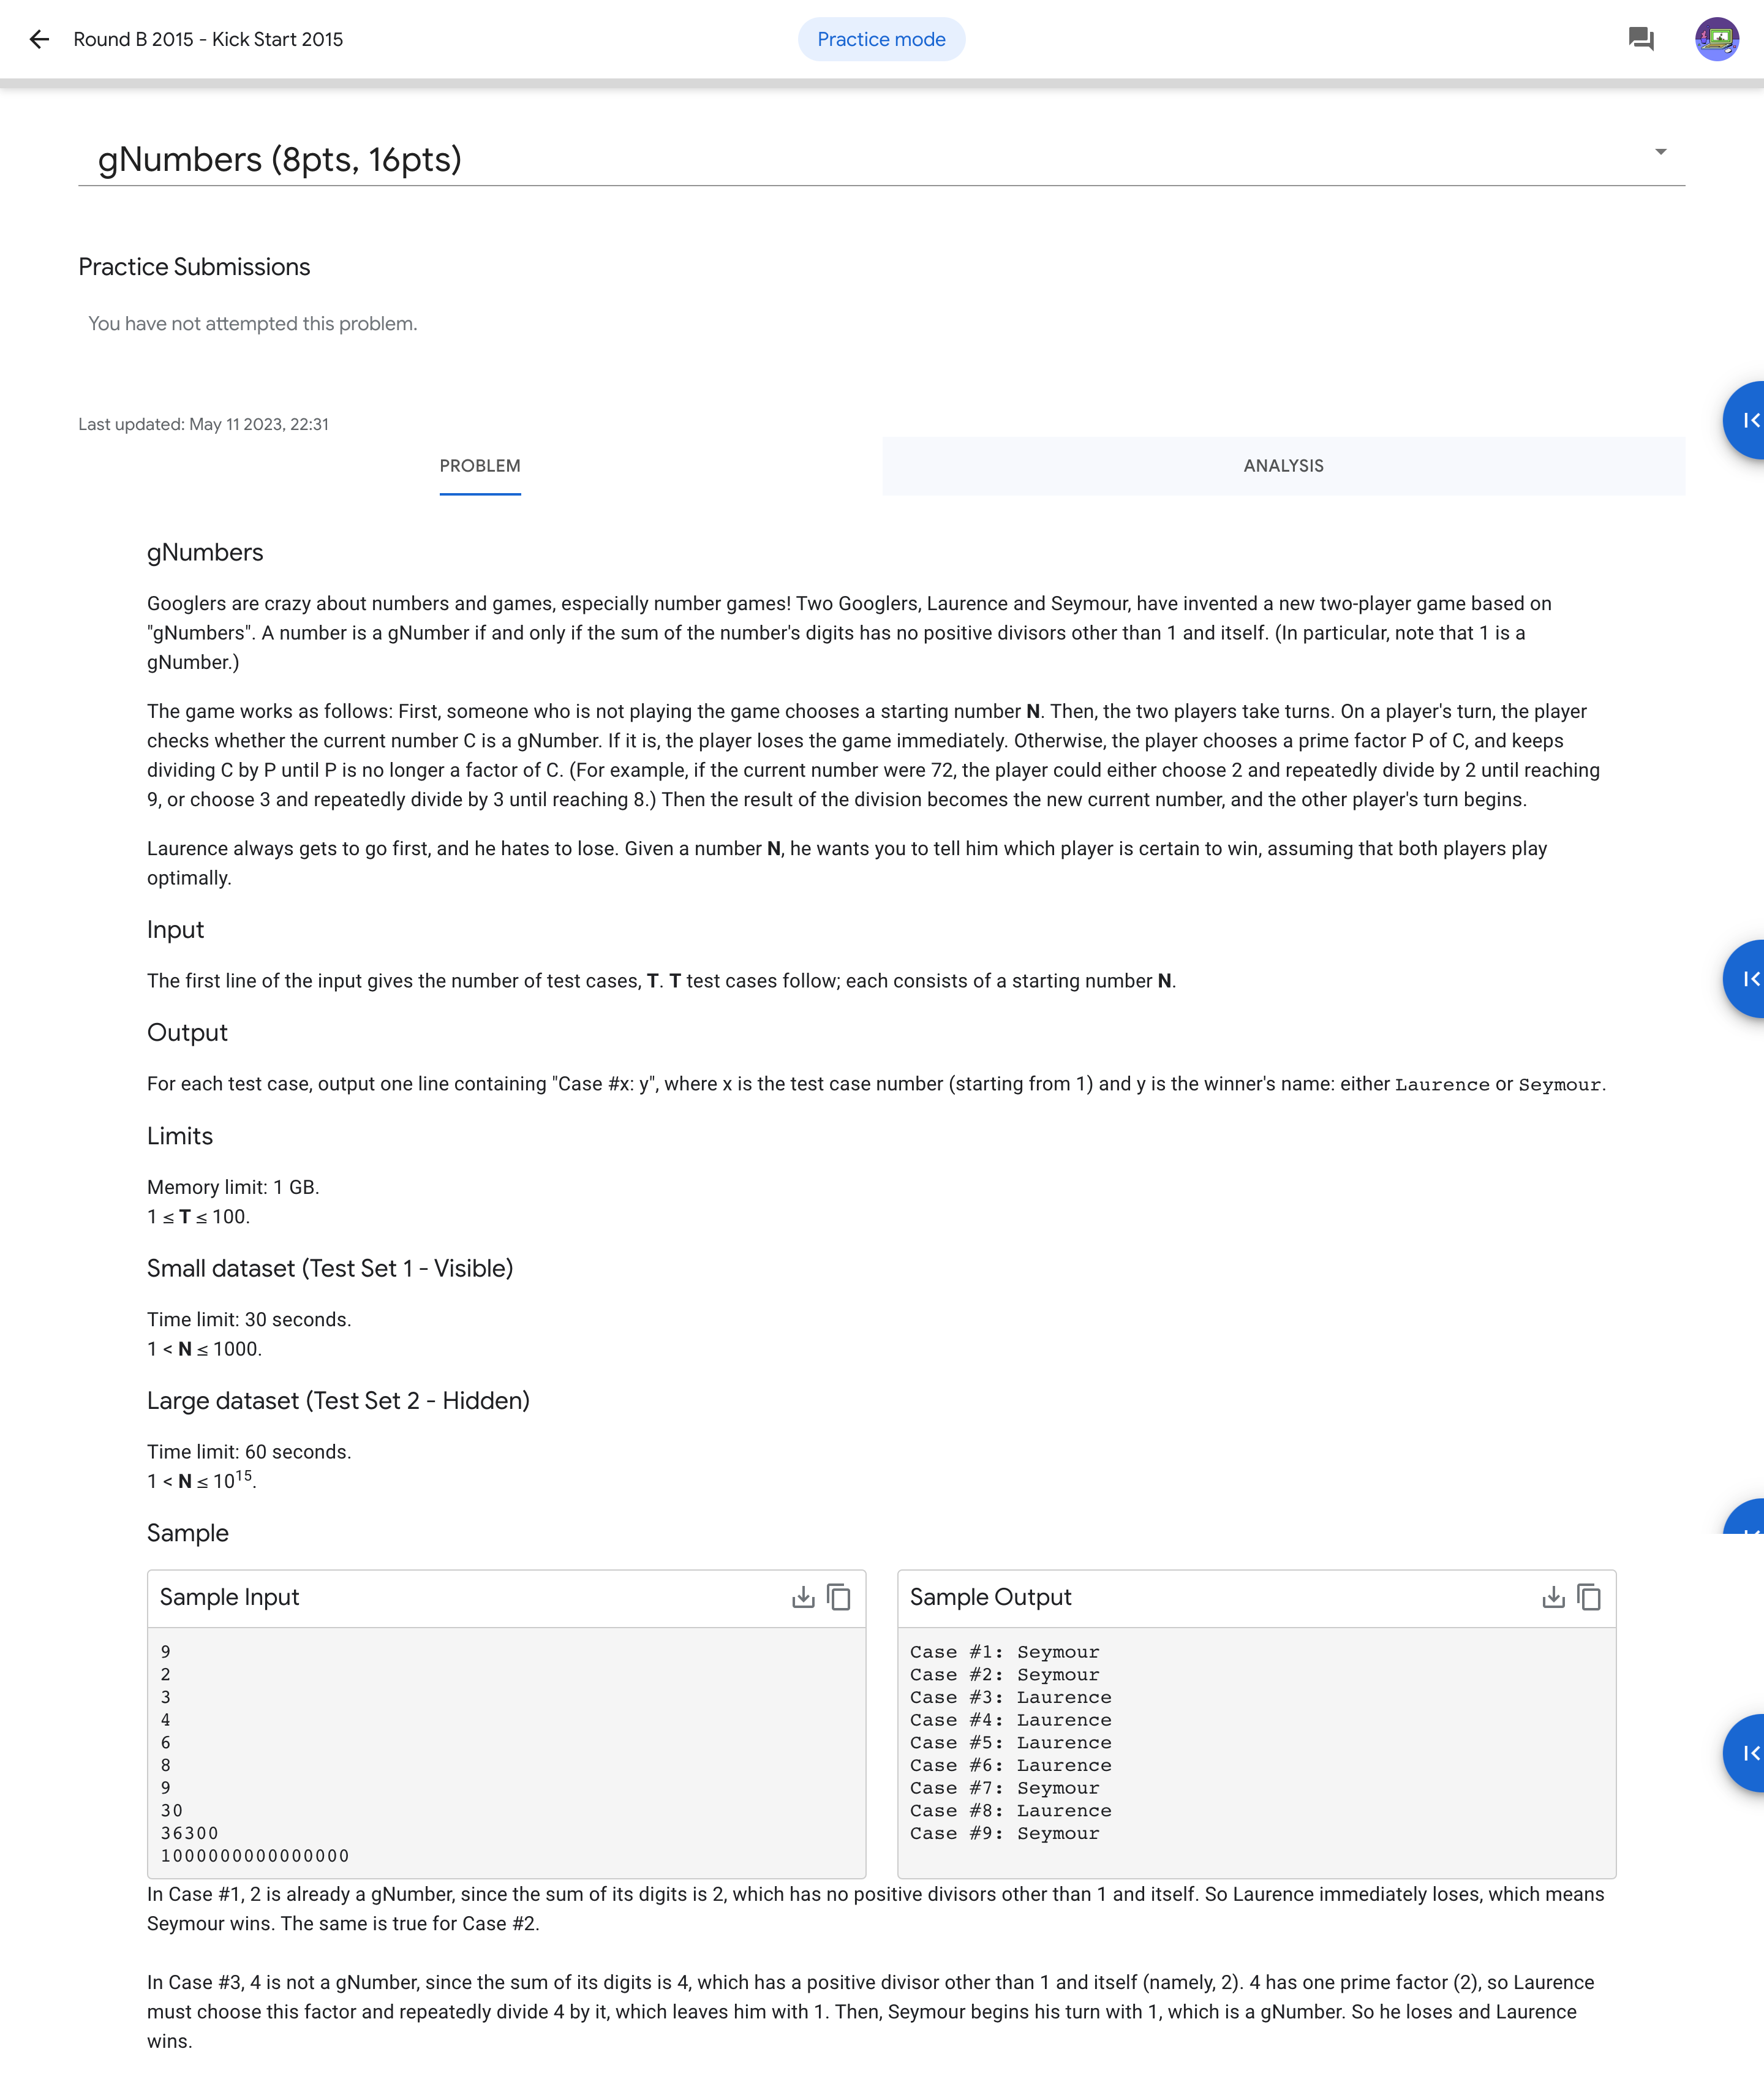 Round B 2015 - Kick Start 2015
Practice mode
gNumbers (8pts, 16pts)
Practice Submissions
You have not attempted this problem.
Last updated: May 11 2023, 22:31
PROBLEM
ANALYSIS
gNumbers
Googlers are crazy about numbers and games, especially number games! Two Googlers, Laurence and Seymour, have invented a new two-player game based on
"gNumbers". A number is a gNumber if and only if the sum of the number's digits has no positive divisors other than 1 and itself. (In particular, note that 1 is a
gNumber.)
The game works as follows: First, someone who is not playing the game chooses a starting number N. Then, the two players take turns. On a player's turn, the player
checks whether the current number C is a gNumber. If it is, the player loses the game immediately. Otherwise, the player chooses a prime factor P of C, and keeps
dividing C by P until P is no longer a factor of C. (For example, if the current number were 72, the player could either choose 2 and repeatedly divide by 2 until reaching
9, or choose 3 and repeatedly divide by 3 until reaching 8.) Then the result of the division becomes the new current number, and the other player's turn begins.
Laurence always gets to go first, and he hates to lose. Given a number N, he wants you to tell him which player is certain to win, assuming that both players play
optimally.
Input
The first line of the input gives the number of test cases, T. T test cases follow; each consists of a starting number N.
Output
For each test case, output one line containing "Case #x: y", where x is the test case number (starting from 1) and y is the winner's name: either Laurence or Seymour.
Limits
Memory limit: 1 GB.
1 ≤ T ≤ 100.
Small dataset (Test Set 1 - Visible)
Time limit: 30 seconds.
1 < N ≤ 1000.
Large dataset (Test Set 2 - Hidden)
Time limit: 60 seconds.
1 < N ≤ 10¹⁵.
Sample
Sample Input
9
2
3
4
6
8
9
30
36300
1000000000000000
Sample Output
Case #1: Seymour
Case #2: Seymour
Case #3: Laurence
Case #4: Laurence
Case #5: Laurence
Case #6: Laurence
Case #7: Seymour
Case #8: Laurence
Case #9: Seymour
In Case #1, 2 is already a gNumber, since the sum of its digits is 2, which has no positive divisors other than 1 and itself. So Laurence immediately loses, which means
Seymour wins. The same is true for Case #2.
In Case #3, 4 is not a gNumber, since the sum of its digits is 4, which has a positive divisor other than 1 and itself (namely, 2). 4 has one prime factor (2), so Laurence
must choose this factor and repeatedly divide 4 by it, which leaves him with 1. Then, Seymour begins his turn with 1, which is a gNumber. So he loses and Laurence
wins.